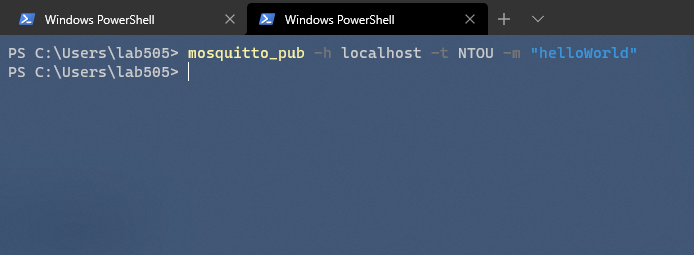 Windows PowerShell
Windows PowerShell
PS C:\Users\lab505> mosquitto_pub -h localhost -t NTOU -m "helloWorld"
PS C:\Users\lab505>